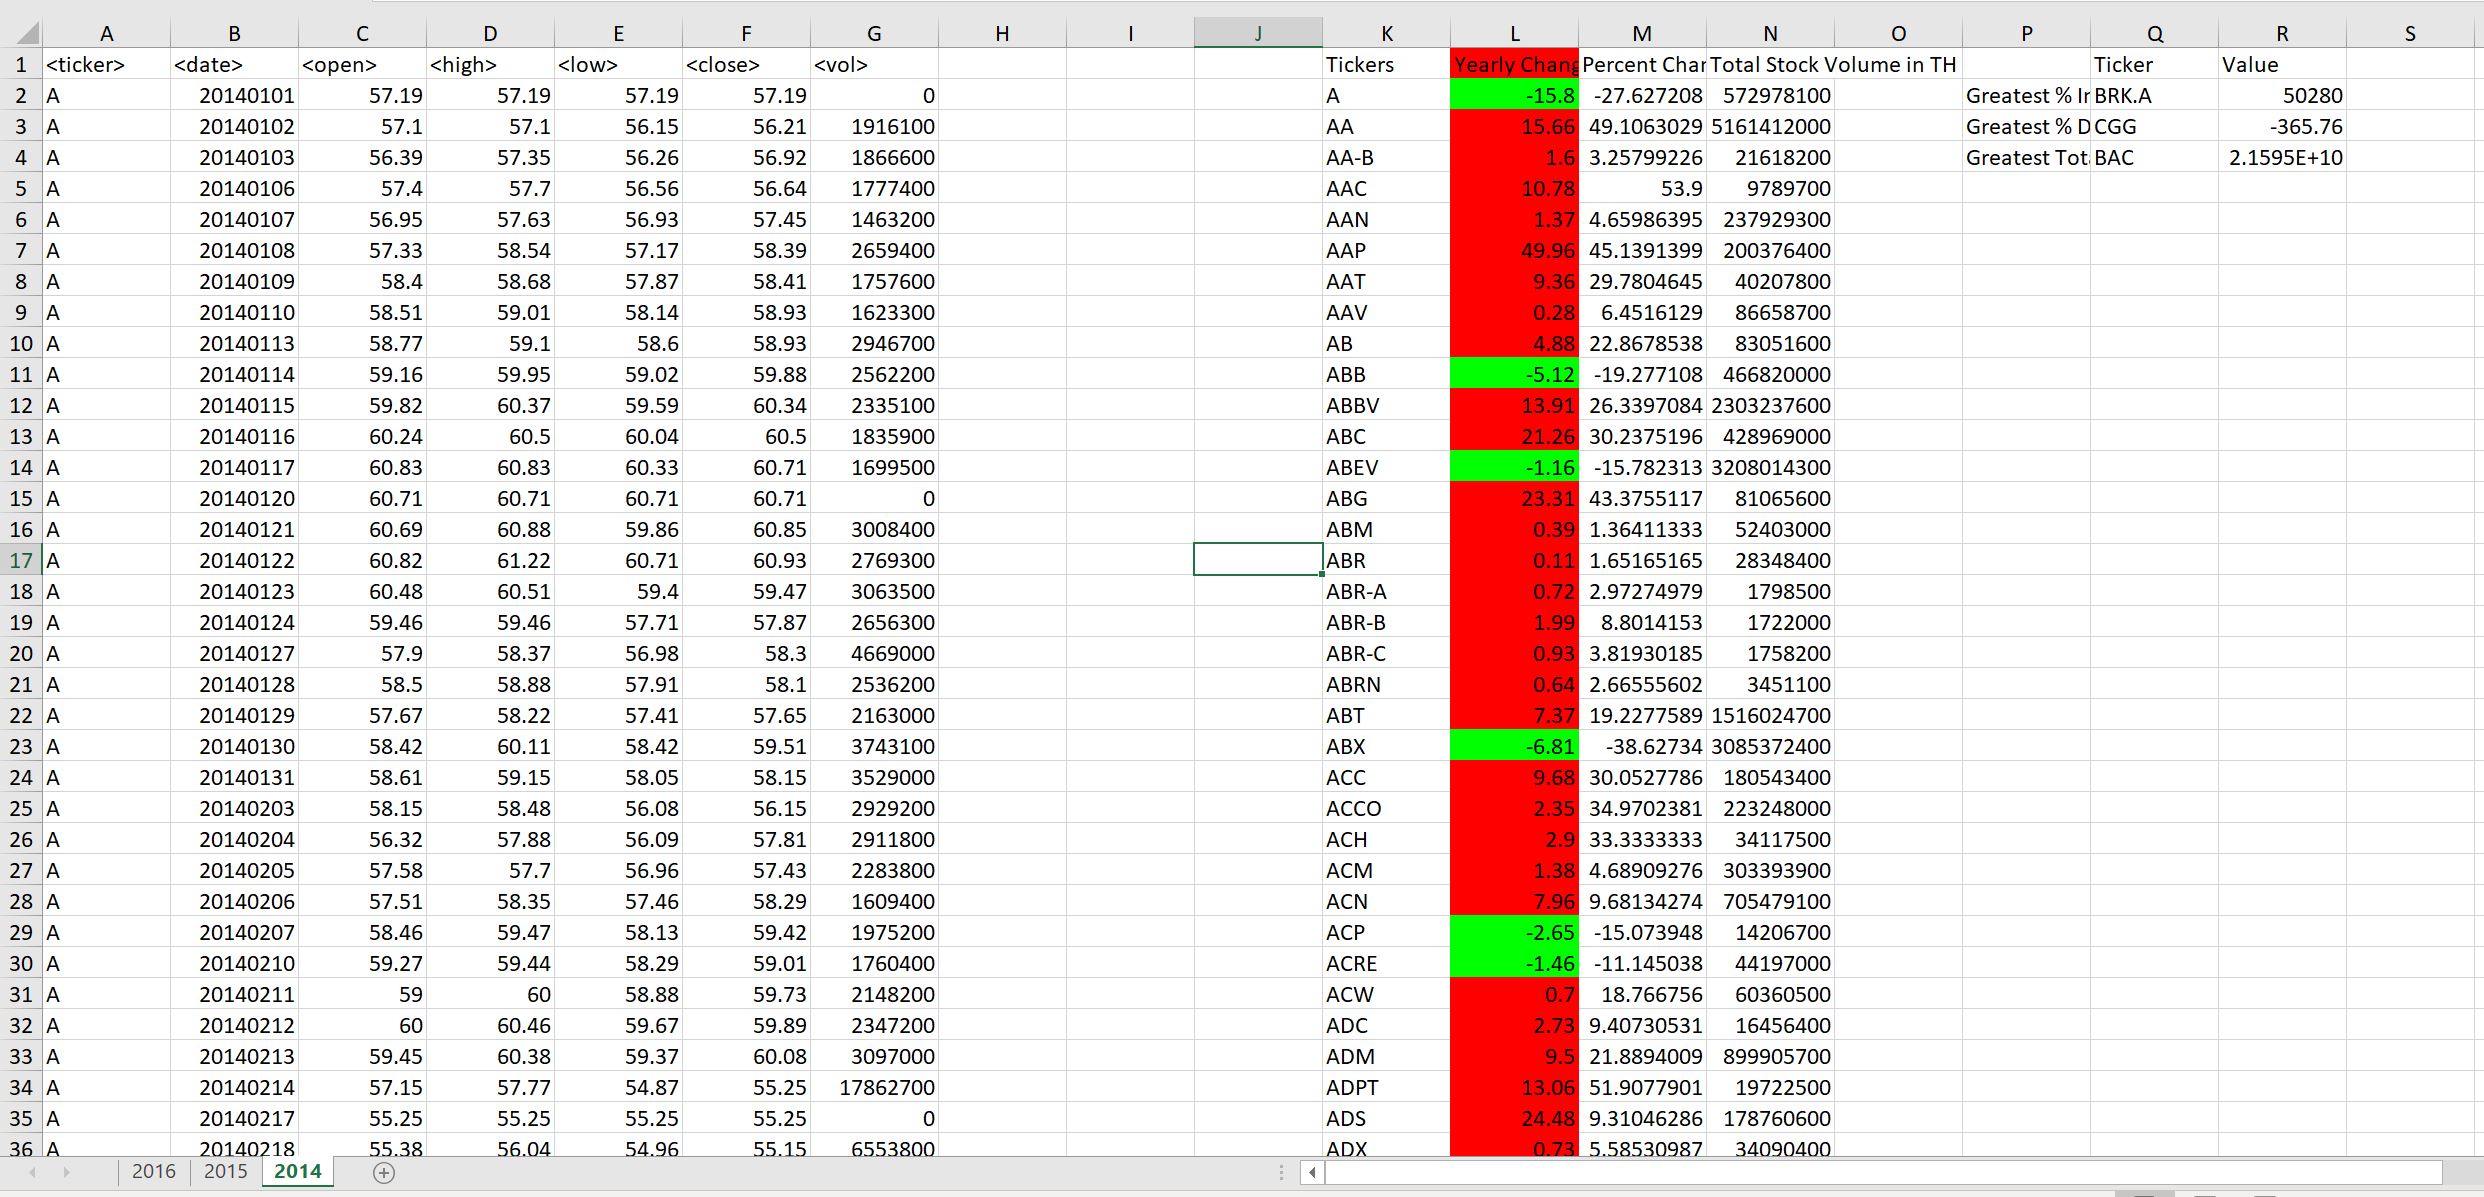 A B C D E F G H I J K L M N O P Q R S
1 <ticker> <date> <open> <high> <low> <close> <vol> Tickers Yearly Chang Percent Char Total Stock Volume in TH Ticker Value
2 A 20140101 57.19 57.19 57.19 57.19 0 A -15.8 -27.627208 572978100 Greatest % Ir BRK.A 50280
3 A 20140102 57.1 57.1 56.15 56.21 1916100 AA 15.66 49.1063029 5161412000 Greatest % D CGG -365.76
4 A 20140103 56.39 57.35 56.26 56.92 1866600 AA-B 1.6 3.25799226 21618200 Greatest Tot BAC 2.1595E+10
5 A 20140106 57.4 57.7 56.56 56.64 1777400 AAC 10.78 53.9 9789700
6 A 20140107 56.95 57.63 56.93 57.45 1463200 AAN 1.37 4.65986395 237929300
7 A 20140108 57.33 58.54 57.17 58.39 2659400 AAP 49.96 45.1391399 200376400
8 A 20140109 58.4 58.68 57.87 58.41 1757600 AAT 9.36 29.7804645 40207800
9 A 20140110 58.51 59.01 58.14 58.93 1623300 AAV 0.28 6.4516129 86658700
10 A 20140113 58.77 59.1 58.6 58.93 2946700 AB 4.88 22.8678538 83051600
11 A 20140114 59.16 59.95 59.02 59.88 2562200 ABB -5.12 -19.277108 466820000
12 A 20140115 59.82 60.37 59.59 60.34 2335100 ABBV 13.91 26.3397084 2303237600
13 A 20140116 60.24 60.5 60.04 60.5 1835900 ABC 21.26 30.2375196 428969000
14 A 20140117 60.83 60.83 60.33 60.71 1699500 ABEV -1.16 -15.782313 3208014300
15 A 20140120 60.71 60.71 60.71 60.71 0 ABG 23.31 43.3755117 81065600
16 A 20140121 60.69 60.88 59.86 60.85 3008400 ABM 0.39 1.36411333 52403000
17 A 20140122 60.82 61.22 60.71 60.93 2769300 ABR 0.11 1.65165165 28348400
18 A 20140123 60.48 60.51 59.4 59.47 3063500 ABR-A 0.72 2.97274979 1798500
19 A 20140124 59.46 59.46 57.71 57.87 2656300 ABR-B 1.99 8.8014153 1722000
20 A 20140127 57.9 58.37 56.98 58.3 4669000 ABR-C 0.93 3.81930185 1758200
21 A 20140128 58.5 58.88 57.91 58.1 2536200 ABRN 0.64 2.66555602 3451100
22 A 20140129 57.67 58.22 57.41 57.65 2163000 ABT 7.37 19.2277589 1516024700
23 A 20140130 58.42 60.11 58.42 59.51 3743100 ABX -6.81 -38.62734 3085372400
24 A 20140131 58.61 59.15 58.05 58.15 3529000 ACC 9.68 30.0527786 180543400
25 A 20140203 58.15 58.48 56.08 56.15 2929200 ACCO 2.35 34.9702381 223248000
26 A 20140204 56.32 57.88 56.09 57.81 2911800 ACH 2.9 33.3333333 34117500
27 A 20140205 57.58 57.7 56.96 57.43 2283800 ACM 1.38 4.68909276 303393900
28 A 20140206 57.51 58.35 57.46 58.29 1609400 ACN 7.96 9.68134274 705479100
29 A 20140207 58.46 59.47 58.13 59.42 1975200 ACP -2.65 -15.073948 14206700
30 A 20140210 59.27 59.44 58.29 59.01 1760400 ACRE -1.46 -11.145038 44197000
31 A 20140211 59 60 58.88 59.73 2148200 ACW 0.7 18.766756 60360500
32 A 20140212 60 60.46 59.67 59.89 2347200 ADC 2.73 9.40730531 16456400
33 A 20140213 59.45 60.38 59.37 60.08 3097000 ADM 9.5 21.8894009 899905700
34 A 20140214 57.15 57.77 54.87 55.25 17862700 ADPT 13.06 51.9077901 19722500
35 A 20140217 55.25 55.25 55.25 55.25 0 ADS 24.48 9.31046286 178760600
36 A 20140218 55.38 56.04 54.96 55.15 6553800 ADX 0.73 5.58530987 34090400
2016 2015 2014